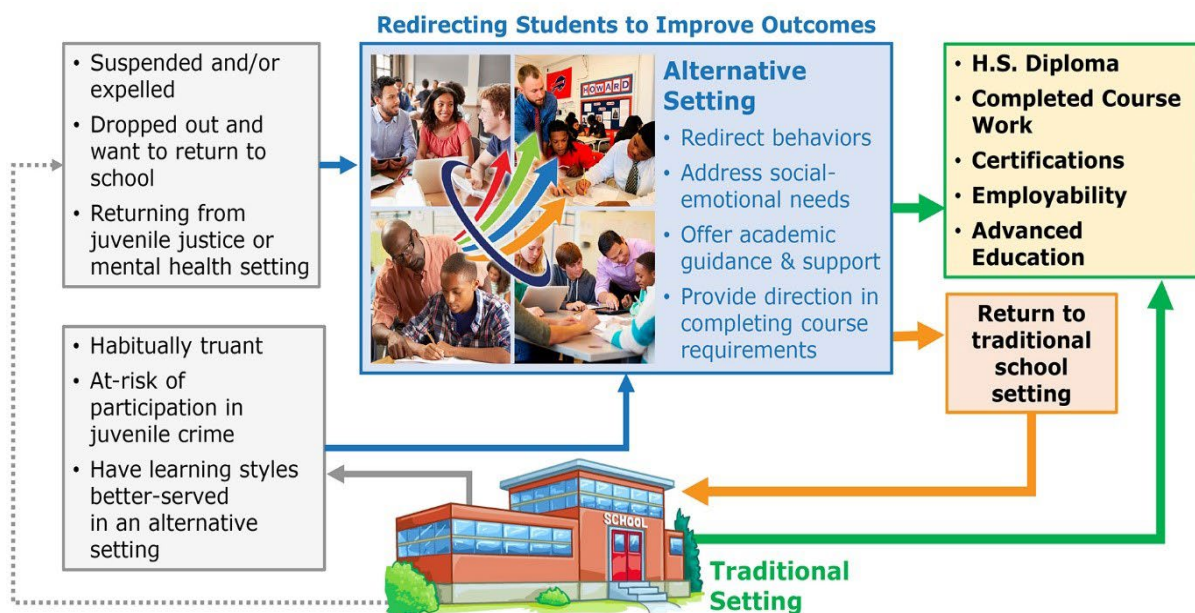 Redirecting Students to Improve Outcomes
• Suspended and/or
expelled
• Dropped out and
want to return to
school
• Returning from
juvenile justice or
mental health setting
• Habitually truant
• At-risk of
participation in
juvenile crime
• Have learning styles
better-served
in an alternative
setting
HOWARD
Alternative
Setting
• Redirect behaviors
• Address social-
emotional needs
• Offer academic
guidance & support
• Provide direction in
completing course
requirements
• H.S. Diploma
• Completed Course
Work
• Certifications
• Employability
• Advanced
Education
Return to
traditional
school
setting
SCHOOL
Traditional
Setting